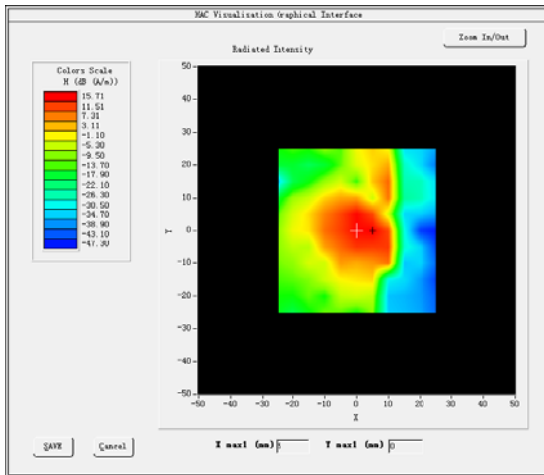 HAC Visualisation Graphical Interface
Zoom In/Out
Radiated Intensity
Colors Scale
H (dB (A/m))
15.71
11.51
7.31
3.11
-1.10
-5.30
-9.50
-13.70
-17.90
-22.10
-26.30
-30.50
-34.70
-38.90
-43.10
-47.30
50
40
30
20
10
0
-10
-20
-30
-40
-50
Y
-50 -40 -30 -20 -10 0 10 20 30 40 50
X
X max1 (mm)
Y max1 (mm) 0
SAVE
Cancel